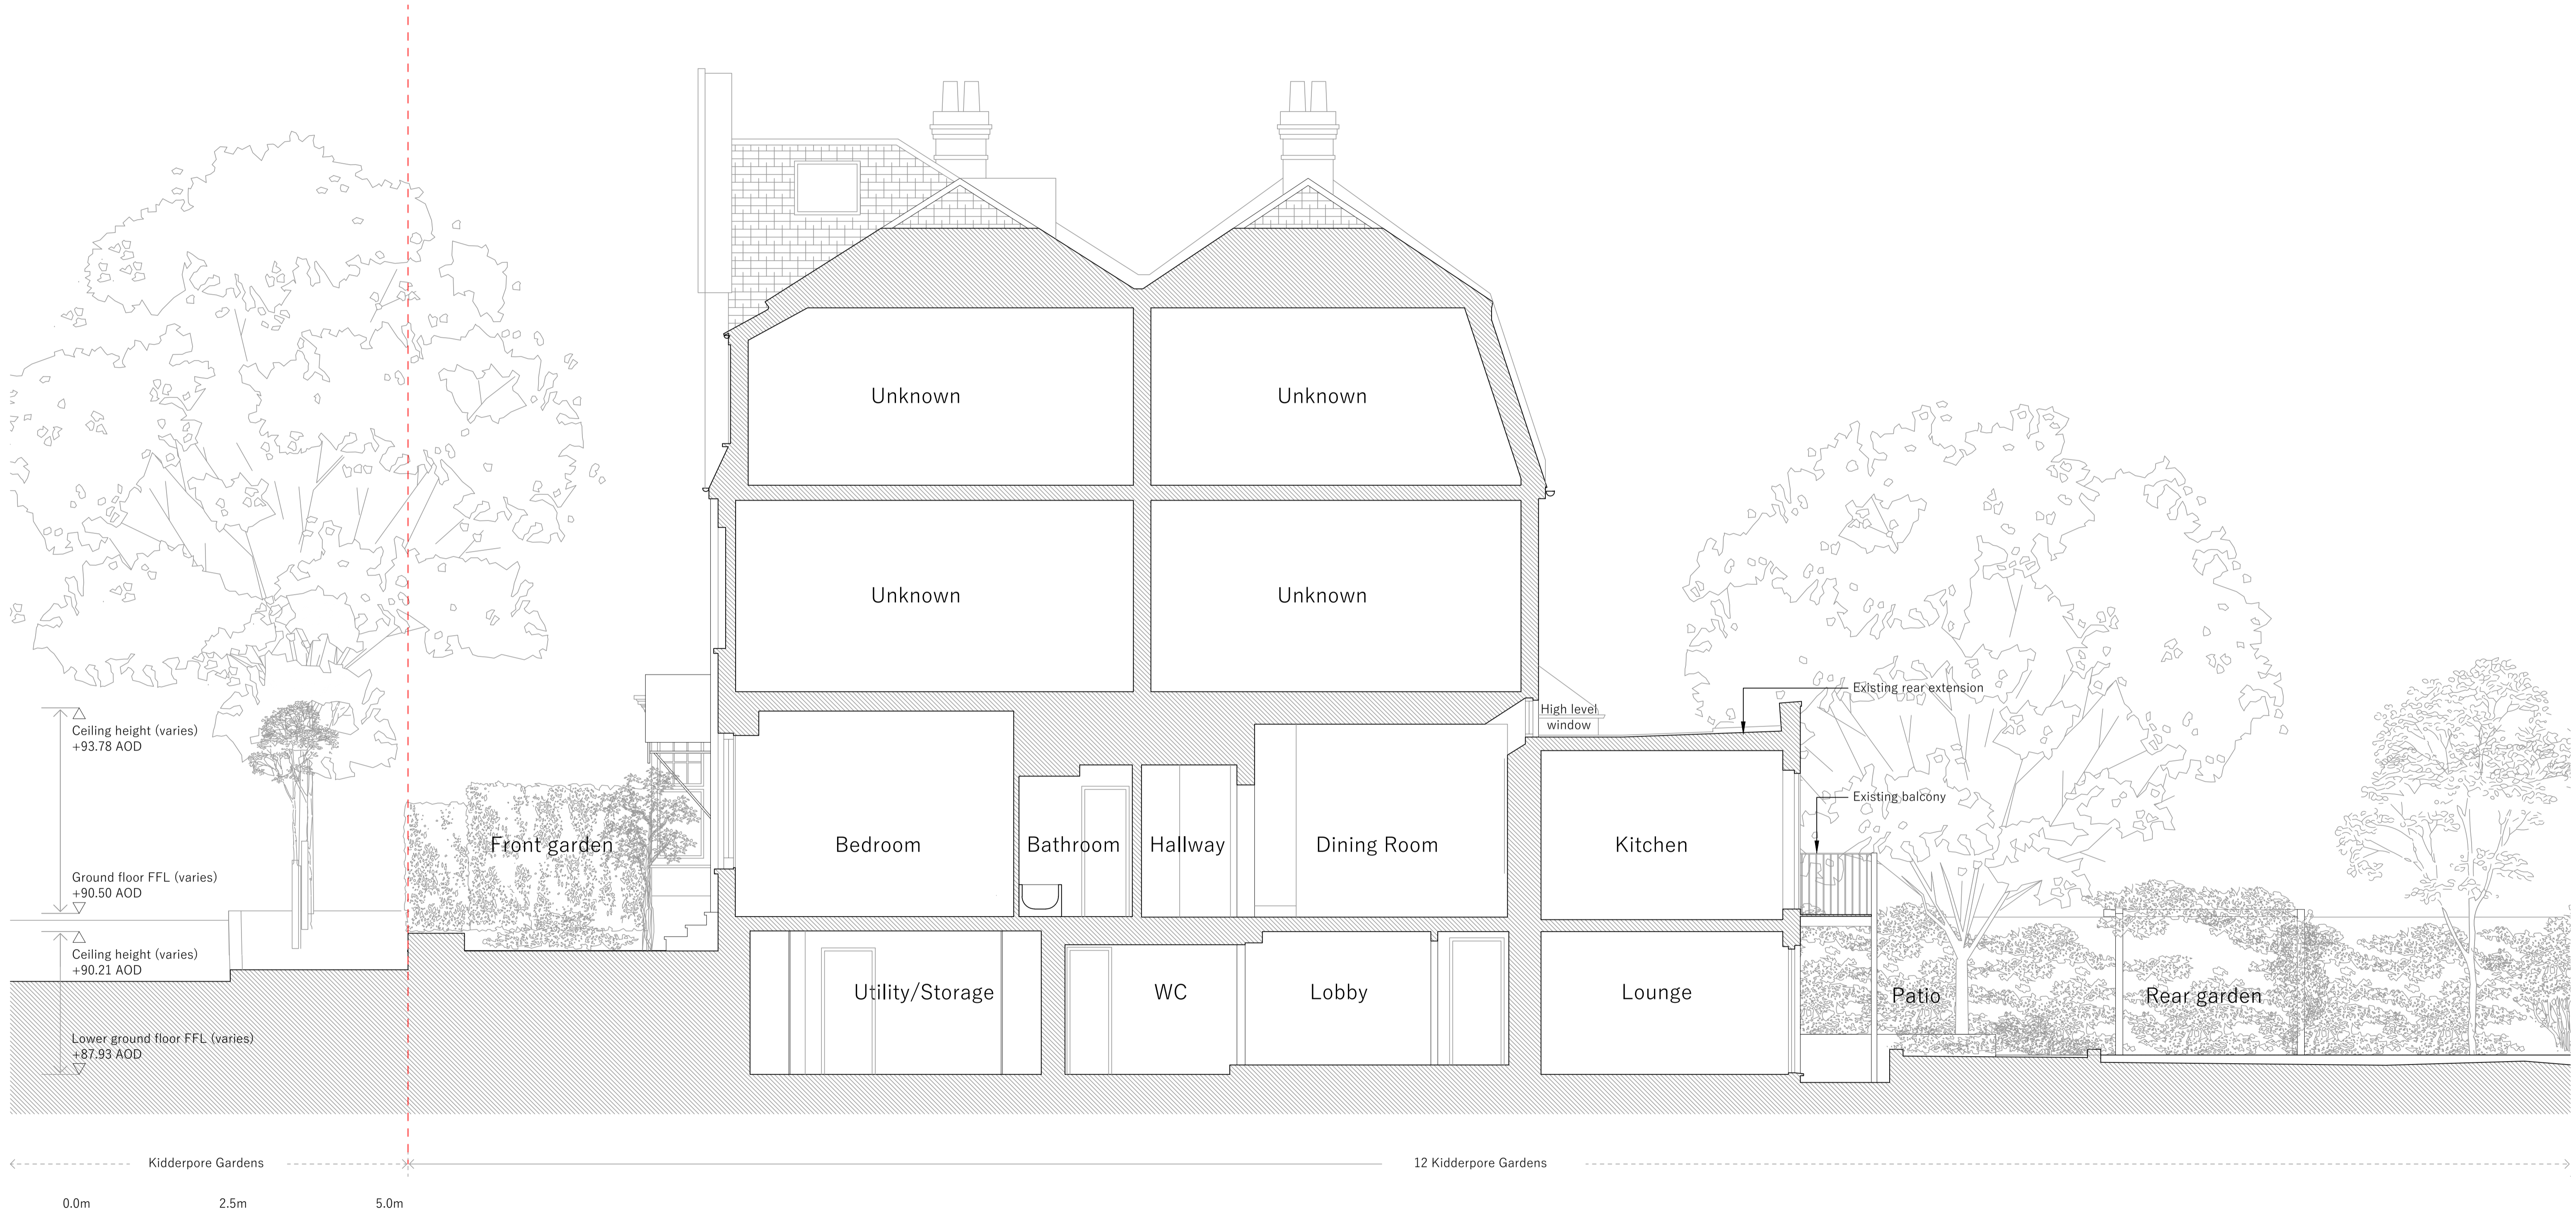 Unknown
Unknown
Unknown
Unknown
Existing rear extension
High level
window
Ceiling height (varies)
+93.78 AOD
Existing balcony
Front garden
Bedroom
Bathroom
Hallway
Dining Room
Kitchen
Ground floor FFL (varies)
+90.50 AOD
Ceiling height (varies)
+90.21 AOD
Utility/Storage
WC
Lobby
Lounge
Patio
Rear garden
Lower ground floor FFL (varies)
+87.93 AOD
Kidderpore Gardens
12 Kidderpore Gardens
0.0m
2.5m
5.0m